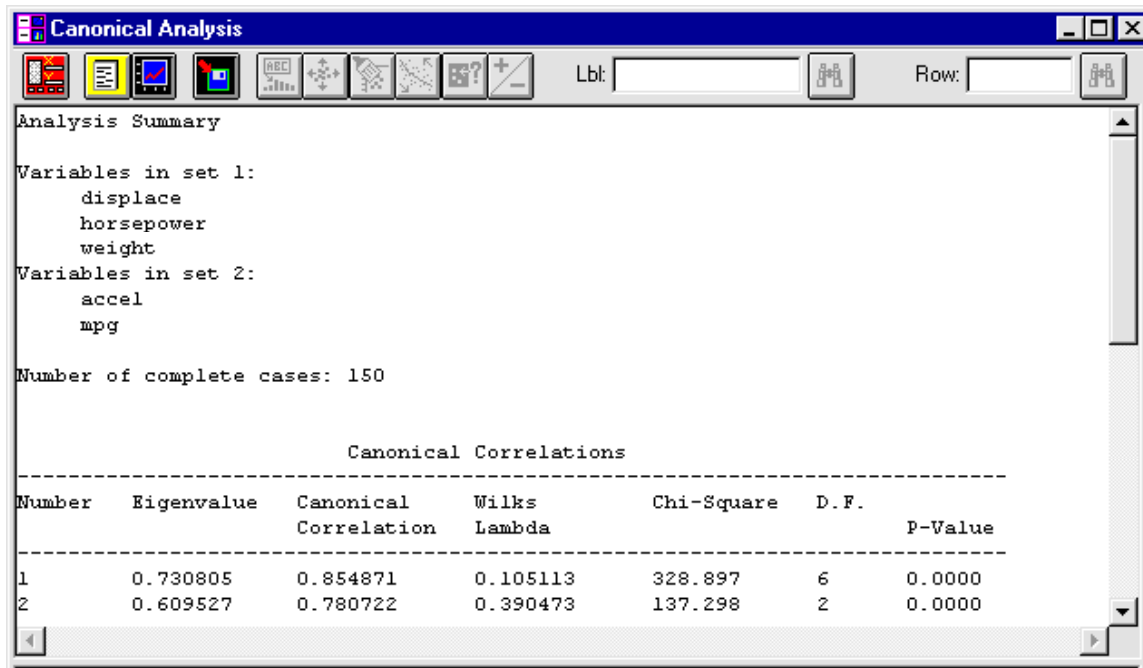 Canonical Analysis
ABC Lbl: Row:
Analysis Summary
Variables in set 1:
displace
horsepower
weight
Variables in set 2:
accel
mpg
Number of complete cases: 150
Canonical Correlations
---------------------------------------------------------------------------
Number Eigenvalue Canonical Wilks Chi-Square D.F.
Correlation Lambda P-Value
---------------------------------------------------------------------------
1 0.730805 0.854871 0.105113 328.897 6 0.0000
2 0.609527 0.780722 0.390473 137.298 2 0.0000